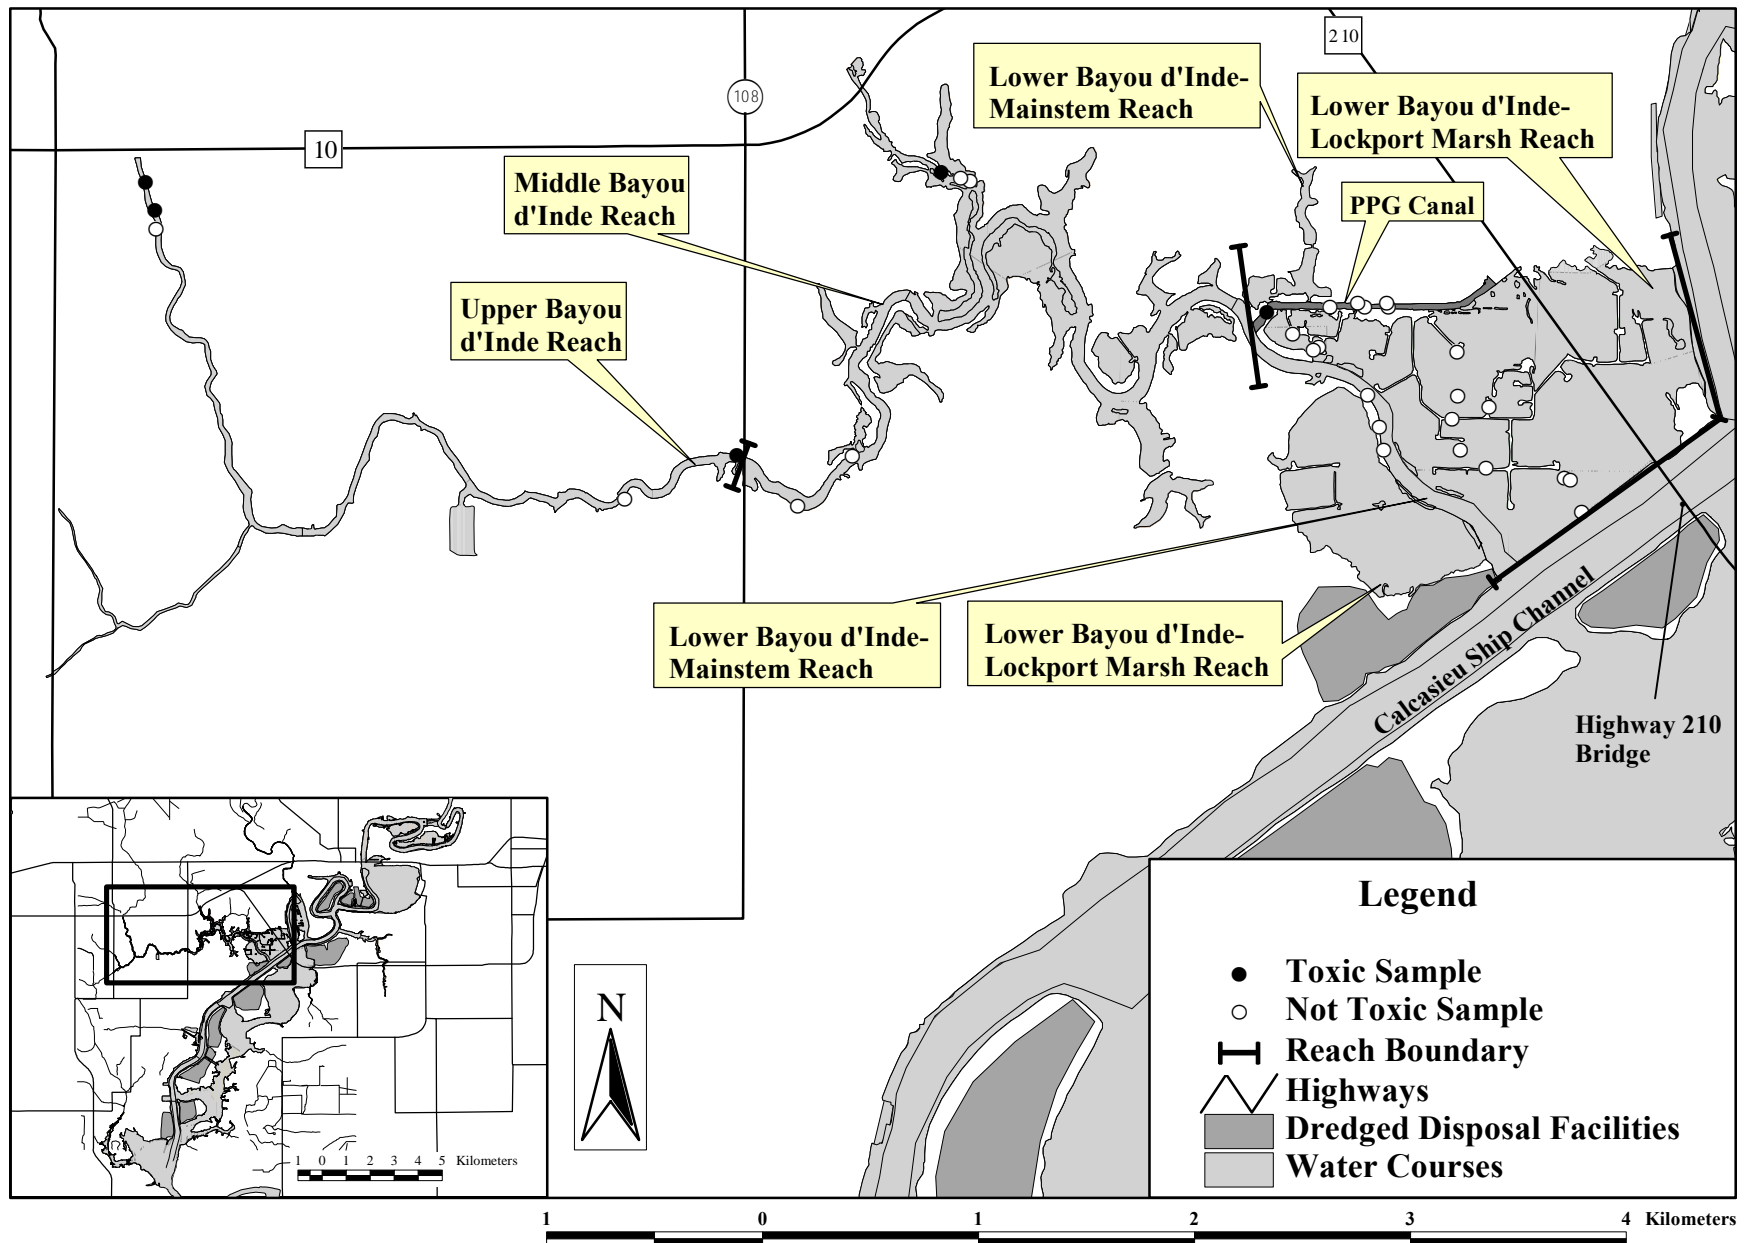 210
Lower Bayou d'Inde-
Mainstem Reach
Lower Bayou d'Inde-
Lockport Marsh Reach
108
10
Middle Bayou
d'Inde Reach
PPG Canal
Upper Bayou
d'Inde Reach
Lower Bayou d'Inde-
Mainstem Reach
Lower Bayou d'Inde-
Lockport Marsh Reach
Calcasieu Ship Channel
Highway 210
Bridge
Legend
Toxic Sample
Not Toxic Sample
Reach Boundary
Highways
Dredged Disposal Facilities
Water Courses
N
1 0 1 2 3 4 5 Kilometers
1 0 1 2 3 4 Kilometers